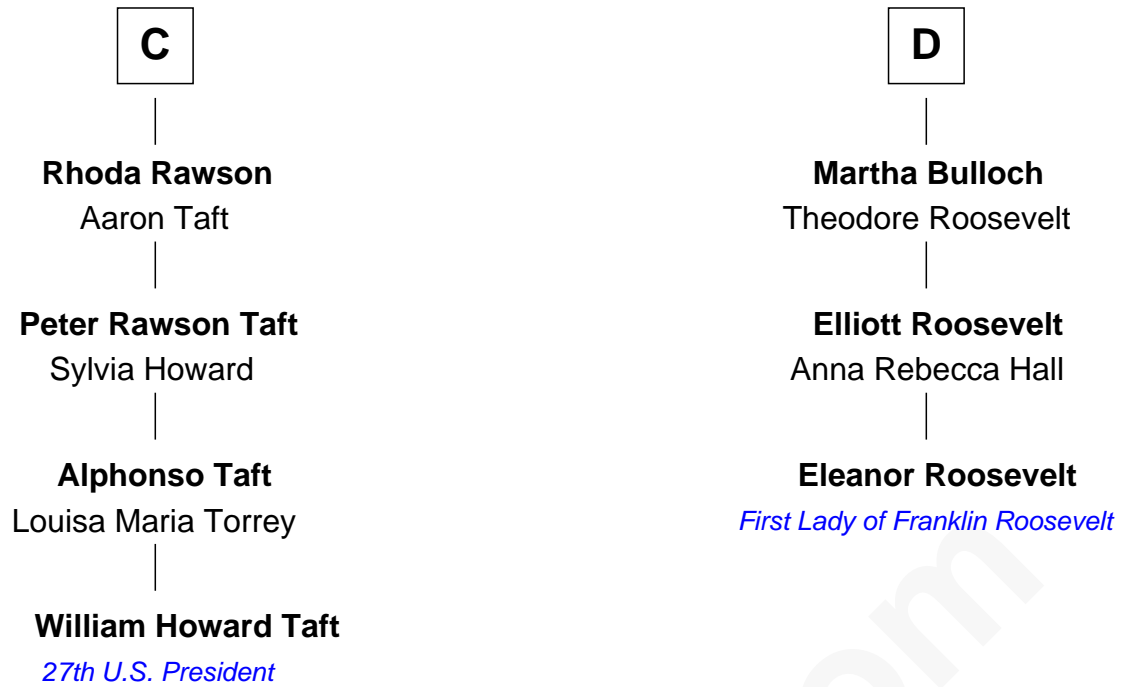 C
Rhoda Rawson
Aaron Taft
Peter Rawson Taft
Sylvia Howard
Alphonso Taft
Louisa Maria Torrey
William Howard Taft
27th U.S. President
D
Martha Bulloch
Theodore Roosevelt
Elliott Roosevelt
Anna Rebecca Hall
Eleanor Roosevelt
First Lady of Franklin Roosevelt
om